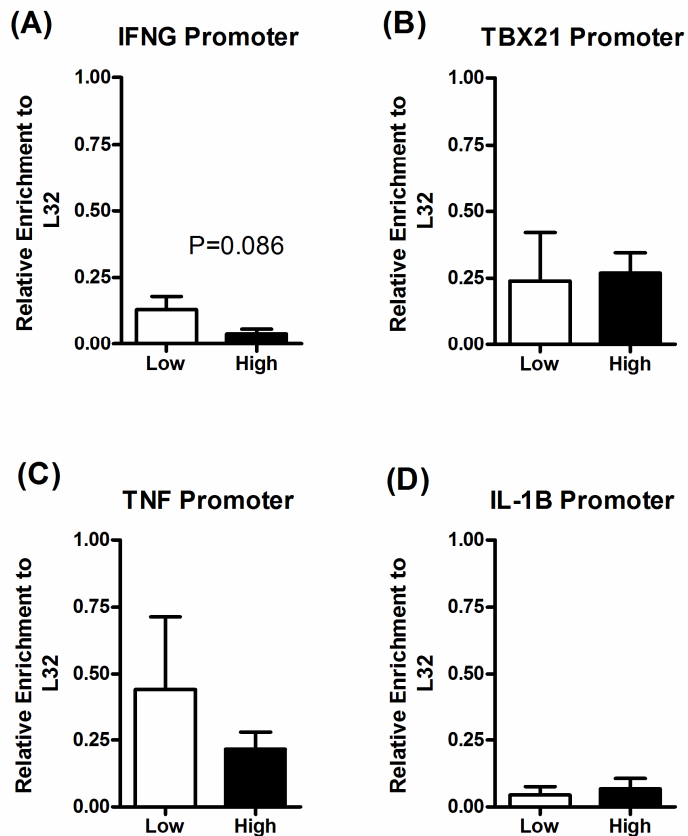 (A)
IFNG Promoter
Relative Enrichment to
L32
1.00
0.75
0.50
0.25
0.00
P=0.086
Low
High
(B)
TBX21 Promoter
Relative Enrichment to
L32
1.00
0.75
0.50
0.25
0.00
Low
High
(C)
TNF Promoter
Relative Enrichment to
L32
1.00
0.75
0.50
0.25
0.00
Low
High
(D)
IL-1B Promoter
Relative Enrichment to
L32
1.00
0.75
0.50
0.25
0.00
Low
High